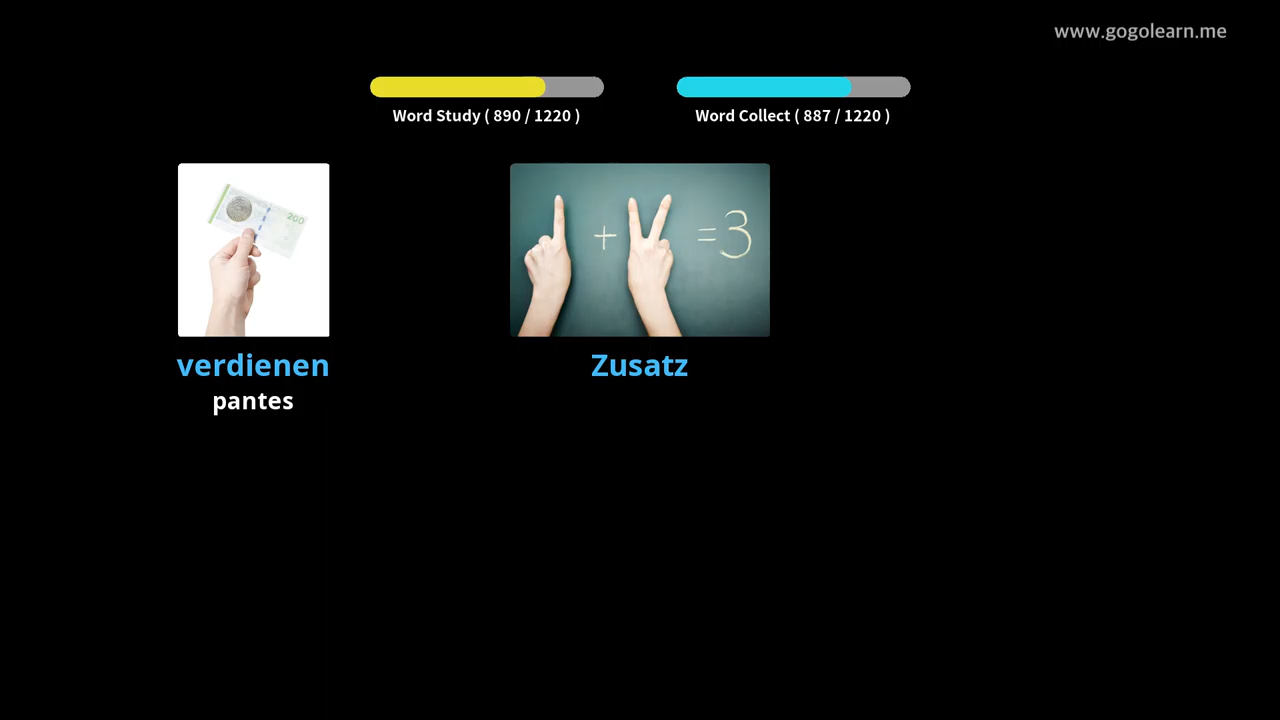 www.gogolearn.me
Word Study ( 890 / 1220 )
Word Collect ( 887 / 1220 )
200
+ = 3
verdienen
pantes
Zusatz